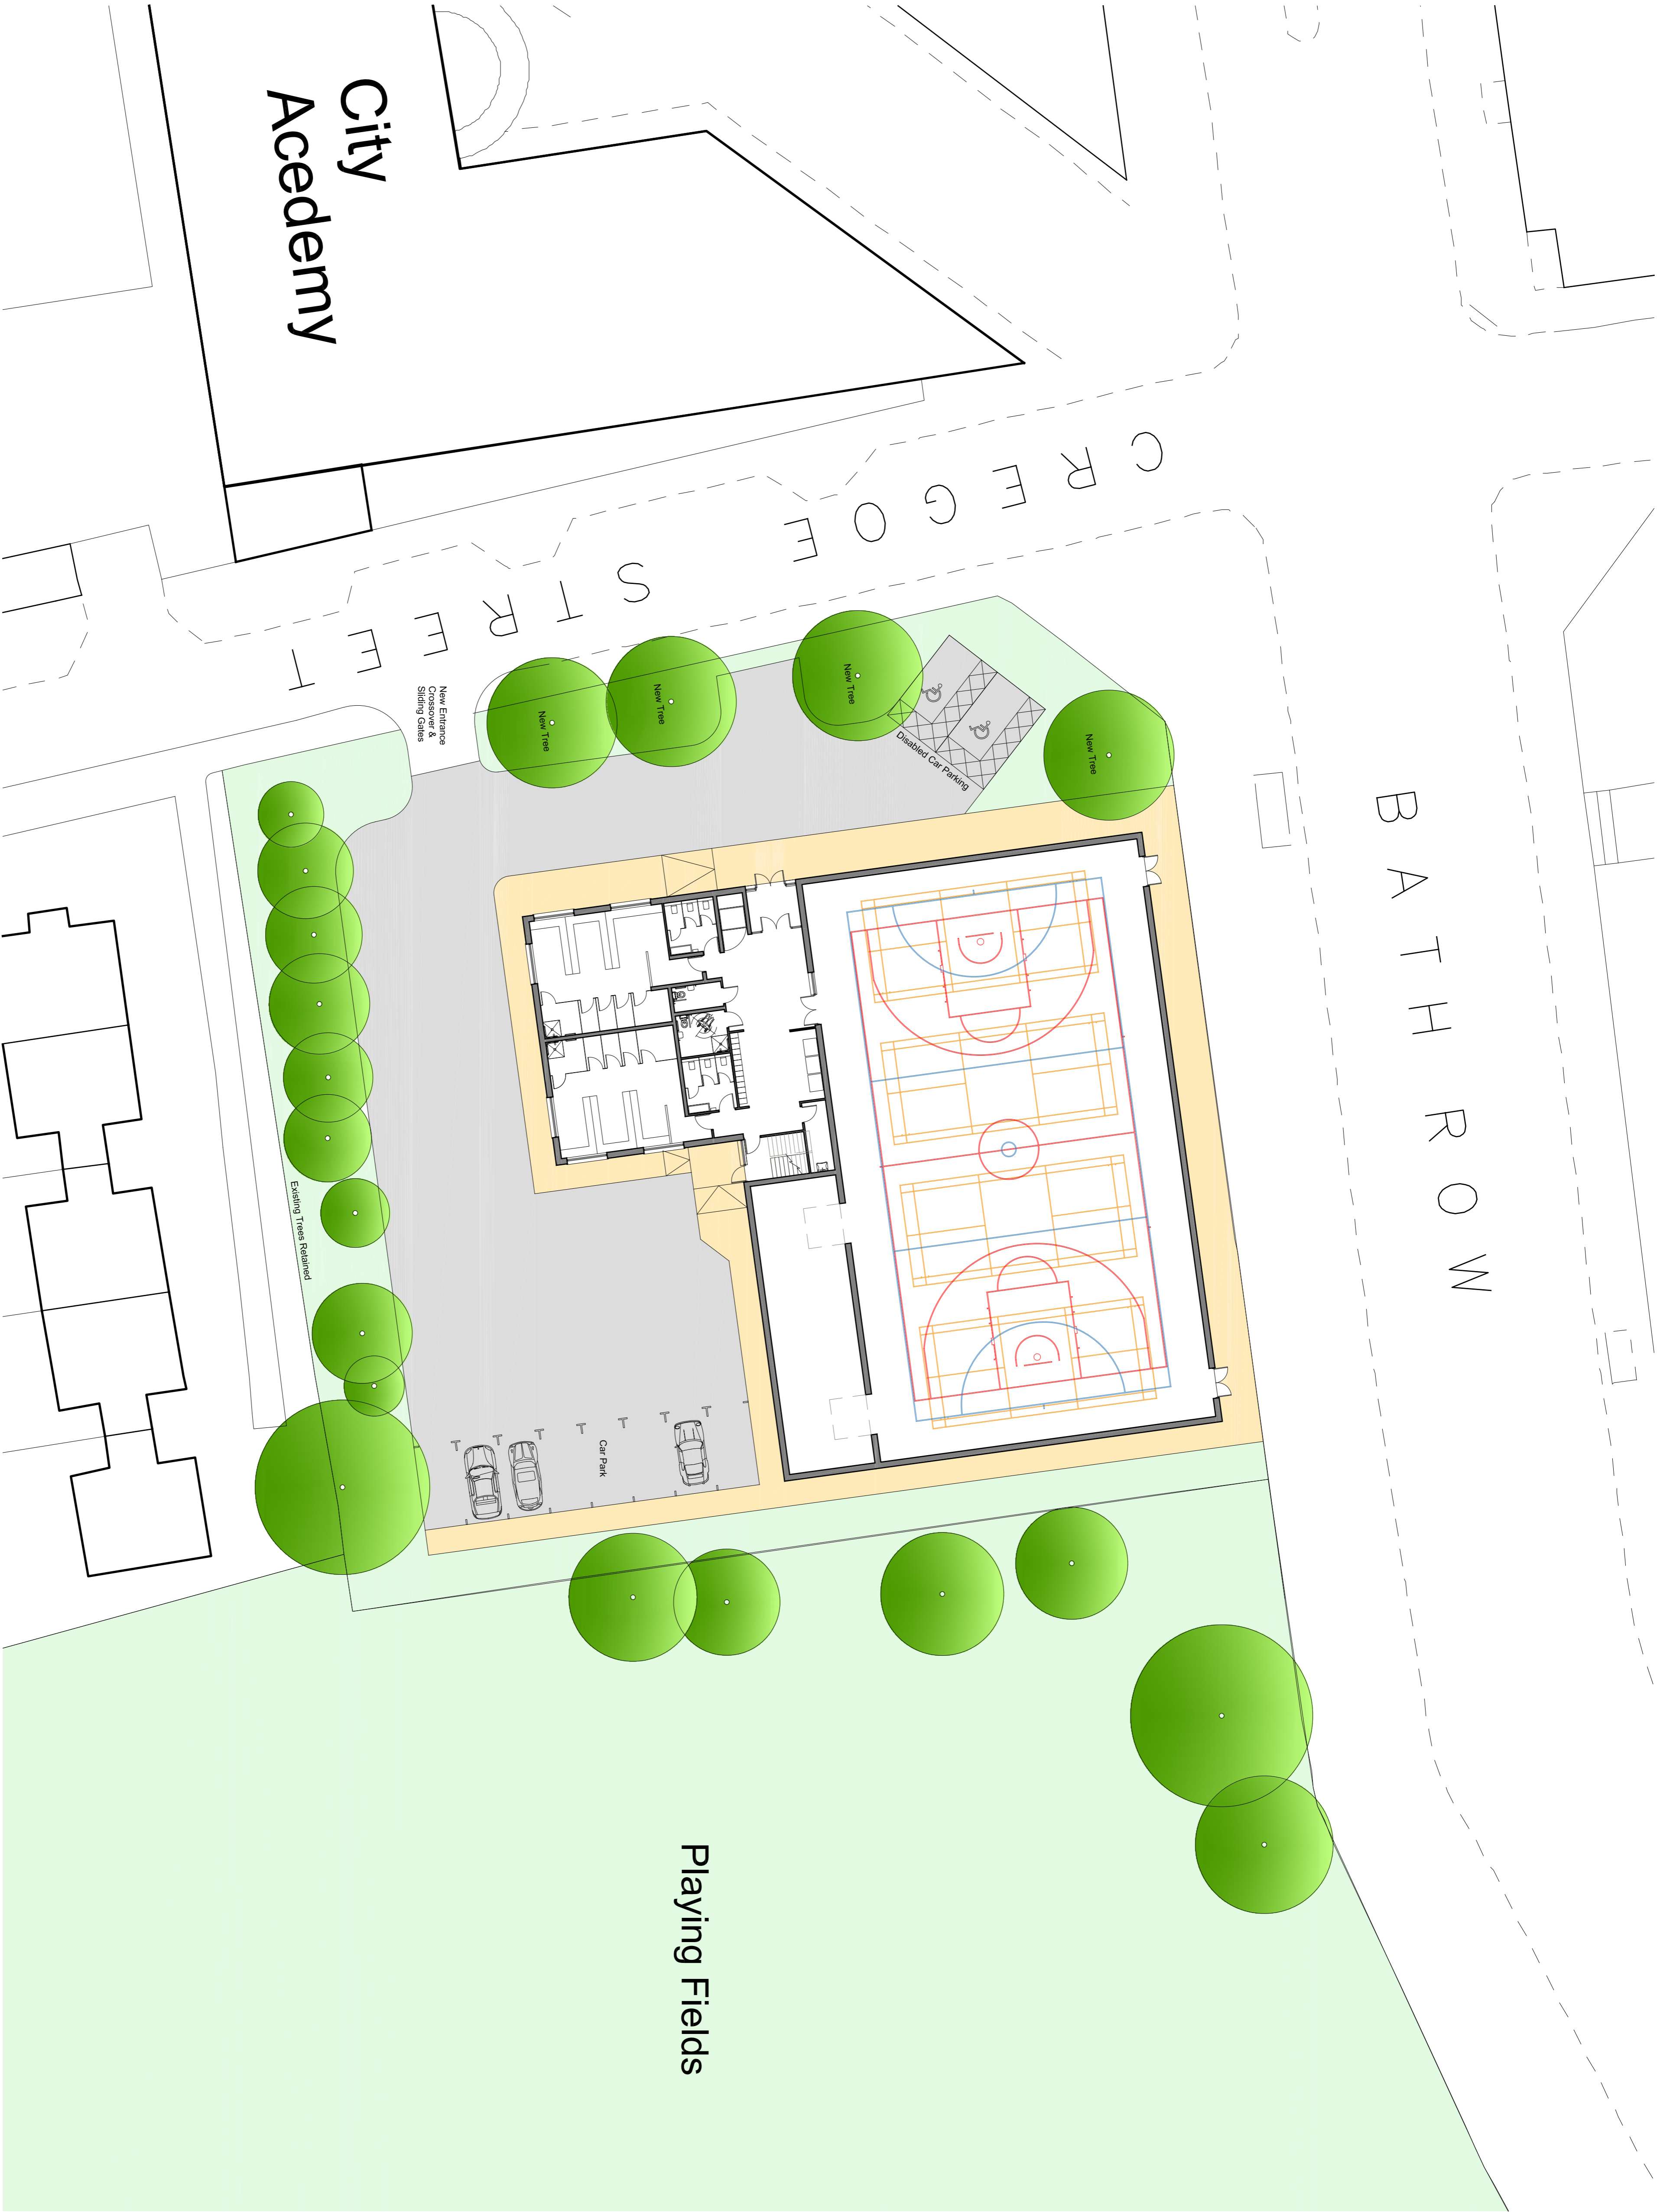 City
Acedemy
CREGOE STREET
BATH ROW
New Tree
New Tree
New Tree
New Tree
Disabled Car Parking
New Entrance
Crossover &
Sliding Gates
Existing Trees Retained
Car Park
Playing Fields